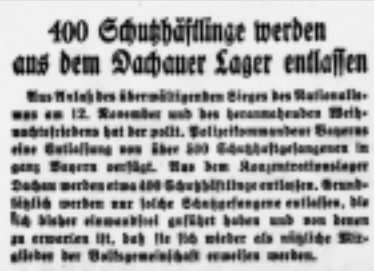 400 Schutzhäftlinge werden
aus dem Dachauer Lager entlassen
Aus Anlaß des überwältigenden Sieges des Nationalis-
mus am 12. November und des herannahenden Weih-
nachtsfriedens hat der polit. Polizeikommandeur Bayerns
eine Entlassung von über 500 Schutzhaftgefangenen in
ganz Bayern verfügt. Aus dem Konzentrationslager
Dachau werden etwa 400 Schutzhäftlinge entlassen. Grund-
sätzlich werden nur solche Schutzgefangene entlassen, die
sich bisher einwandfrei geführt haben und von denen
zu erwarten ist, daß sie sich wieder als nützliche Mit-
glieder der Volksgemeinschaft erweisen werden.